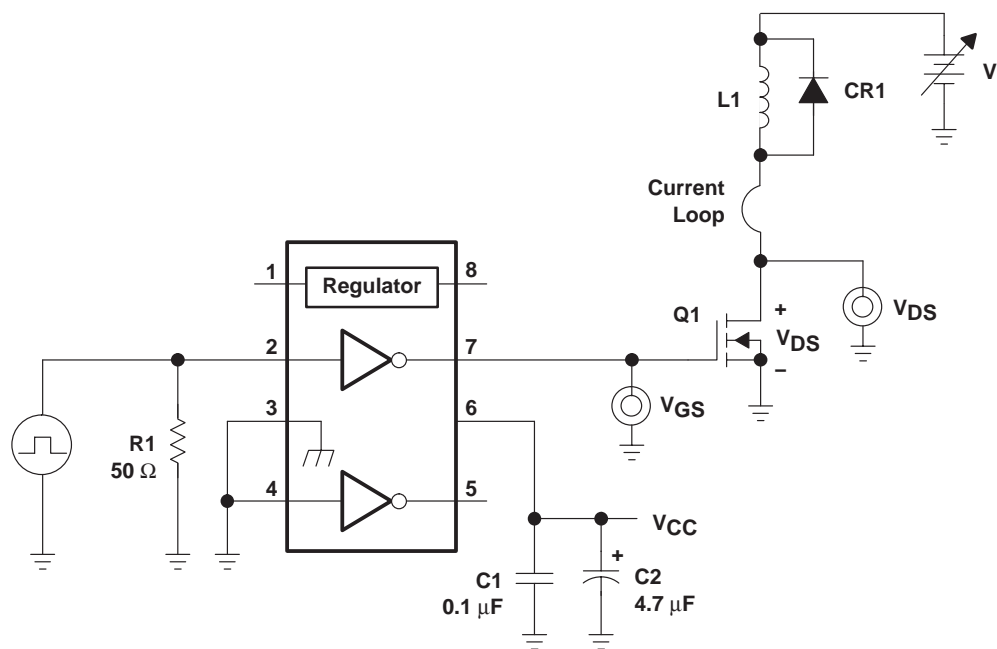 L1
CR1
V
Current
Loop
1
Regulator
8
Q1
+
VDS
–
VDS
2
7
3
6
VGS
R1
50 Ω
4
5
VCC
C1
0.1 μF
+
C2
4.7 μF